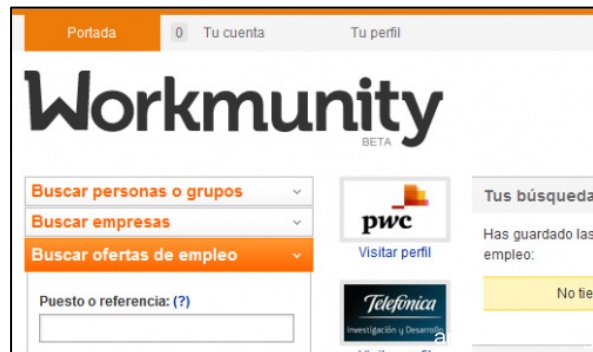 Portada 0 Tu cuenta Tu perfil
Workmunity
BETA
Buscar personas o grupos
Buscar empresas
Buscar ofertas de empleo
Puesto o referencia: (?)
pwc
Visitar perfil
Telefónica
Investigación y Desarrollo
Tus búsqueda
Has guardado las
empleo:
No tie